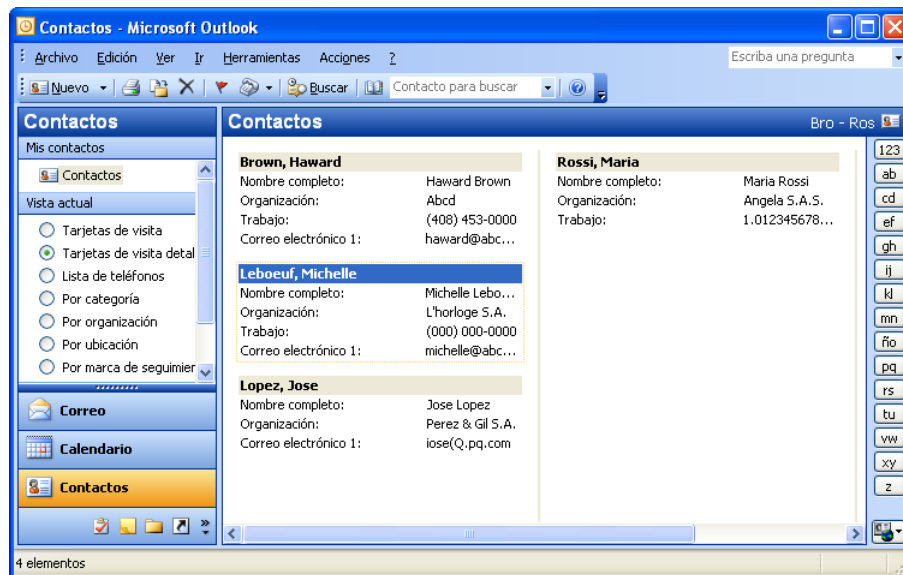 Contactos - Microsoft Outlook
Archivo Edición Ver Ir Herramientas Acciones ? Escriba una pregunta
Nuevo Buscar Contacto para buscar
Contactos
Mis contactos
Contactos
Vista actual
Tarjetas de visita
Tarjetas de visita detal
Lista de teléfonos
Por categoría
Por organización
Por ubicación
Por marca de seguimier
Correo
Calendario
Contactos
Contactos Bro - Ros
Brown, Haward
Nombre completo: Haward Brown
Organización: Abcd
Trabajo: (408) 453-0000
Correo electrónico 1: haward@abc...
Leboeuf, Michelle
Nombre completo: Michelle Lebo...
Organización: L'horloge S.A.
Trabajo: (000) 000-0000
Correo electrónico 1: michelle@abc...
Lopez, Jose
Nombre completo: Jose Lopez
Organización: Perez & Gil S.A.
Correo electrónico 1: iose(Q.pq.com
Rossi, Maria
Nombre completo: Maria Rossi
Organización: Angela S.A.S.
Trabajo: 1.012345678...
123
ab
cd
ef
gh
ij
kl
mn
ño
pq
rs
tu
vw
xy
z
4 elementos